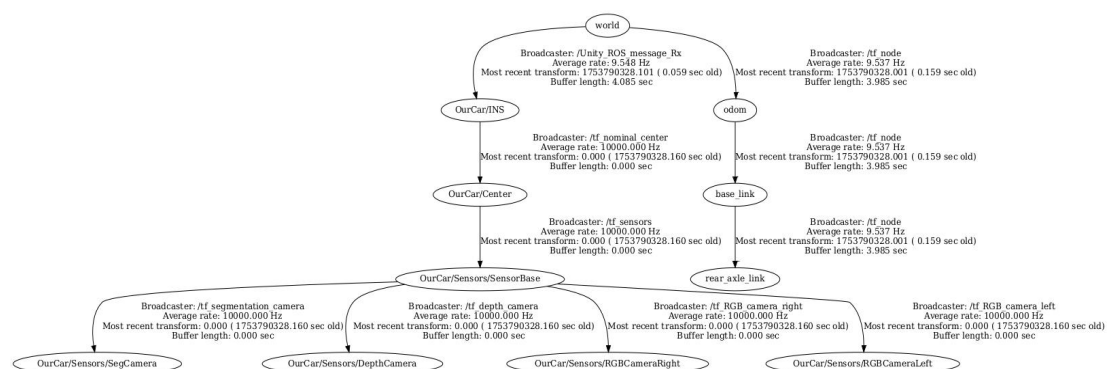 world
Broadcaster: /Unity_ROS_message_Rx
Average rate: 9.548 Hz
Most recent transform: 1753790328.101 ( 0.059 sec old)
Buffer length: 4.085 sec
Broadcaster: /tf_node
Average rate: 9.537 Hz
Most recent transform: 1753790328.001 ( 0.159 sec old)
Buffer length: 3.985 sec
OurCar/INS
odom
Broadcaster: /tf_nominal_center
Average rate: 10000.000 Hz
Most recent transform: 0.000 ( 1753790328.160 sec old)
Buffer length: 0.000 sec
Broadcaster: /tf_node
Average rate: 9.537 Hz
Most recent transform: 1753790328.001 ( 0.159 sec old)
Buffer length: 3.985 sec
OurCar/Center
base_link
Broadcaster: /tf_sensors
Average rate: 10000.000 Hz
Most recent transform: 0.000 ( 1753790328.160 sec old)
Buffer length: 0.000 sec
Broadcaster: /tf_node
Average rate: 9.537 Hz
Most recent transform: 1753790328.001 ( 0.159 sec old)
Buffer length: 3.985 sec
OurCar/Sensors/SensorBase
rear_axle_link
Broadcaster: /tf_segmentation_camera
Average rate: 10000.000 Hz
Most recent transform: 0.000 ( 1753790328.160 sec old)
Buffer length: 0.000 sec
Broadcaster: /tf_depth_camera
Average rate: 10000.000 Hz
Most recent transform: 0.000 ( 1753790328.160 sec old)
Buffer length: 0.000 sec
Broadcaster: /tf_RGB_camera_right
Average rate: 10000.000 Hz
Most recent transform: 0.000 ( 1753790328.160 sec old)
Buffer length: 0.000 sec
Broadcaster: /tf_RGB_camera_left
Average rate: 10000.000 Hz
Most recent transform: 0.000 ( 1753790328.160 sec old)
Buffer length: 0.000 sec
OurCar/Sensors/SegCamera
OurCar/Sensors/DepthCamera
OurCar/Sensors/RGBCameraRight
OurCar/Sensors/RGBCameraLeft